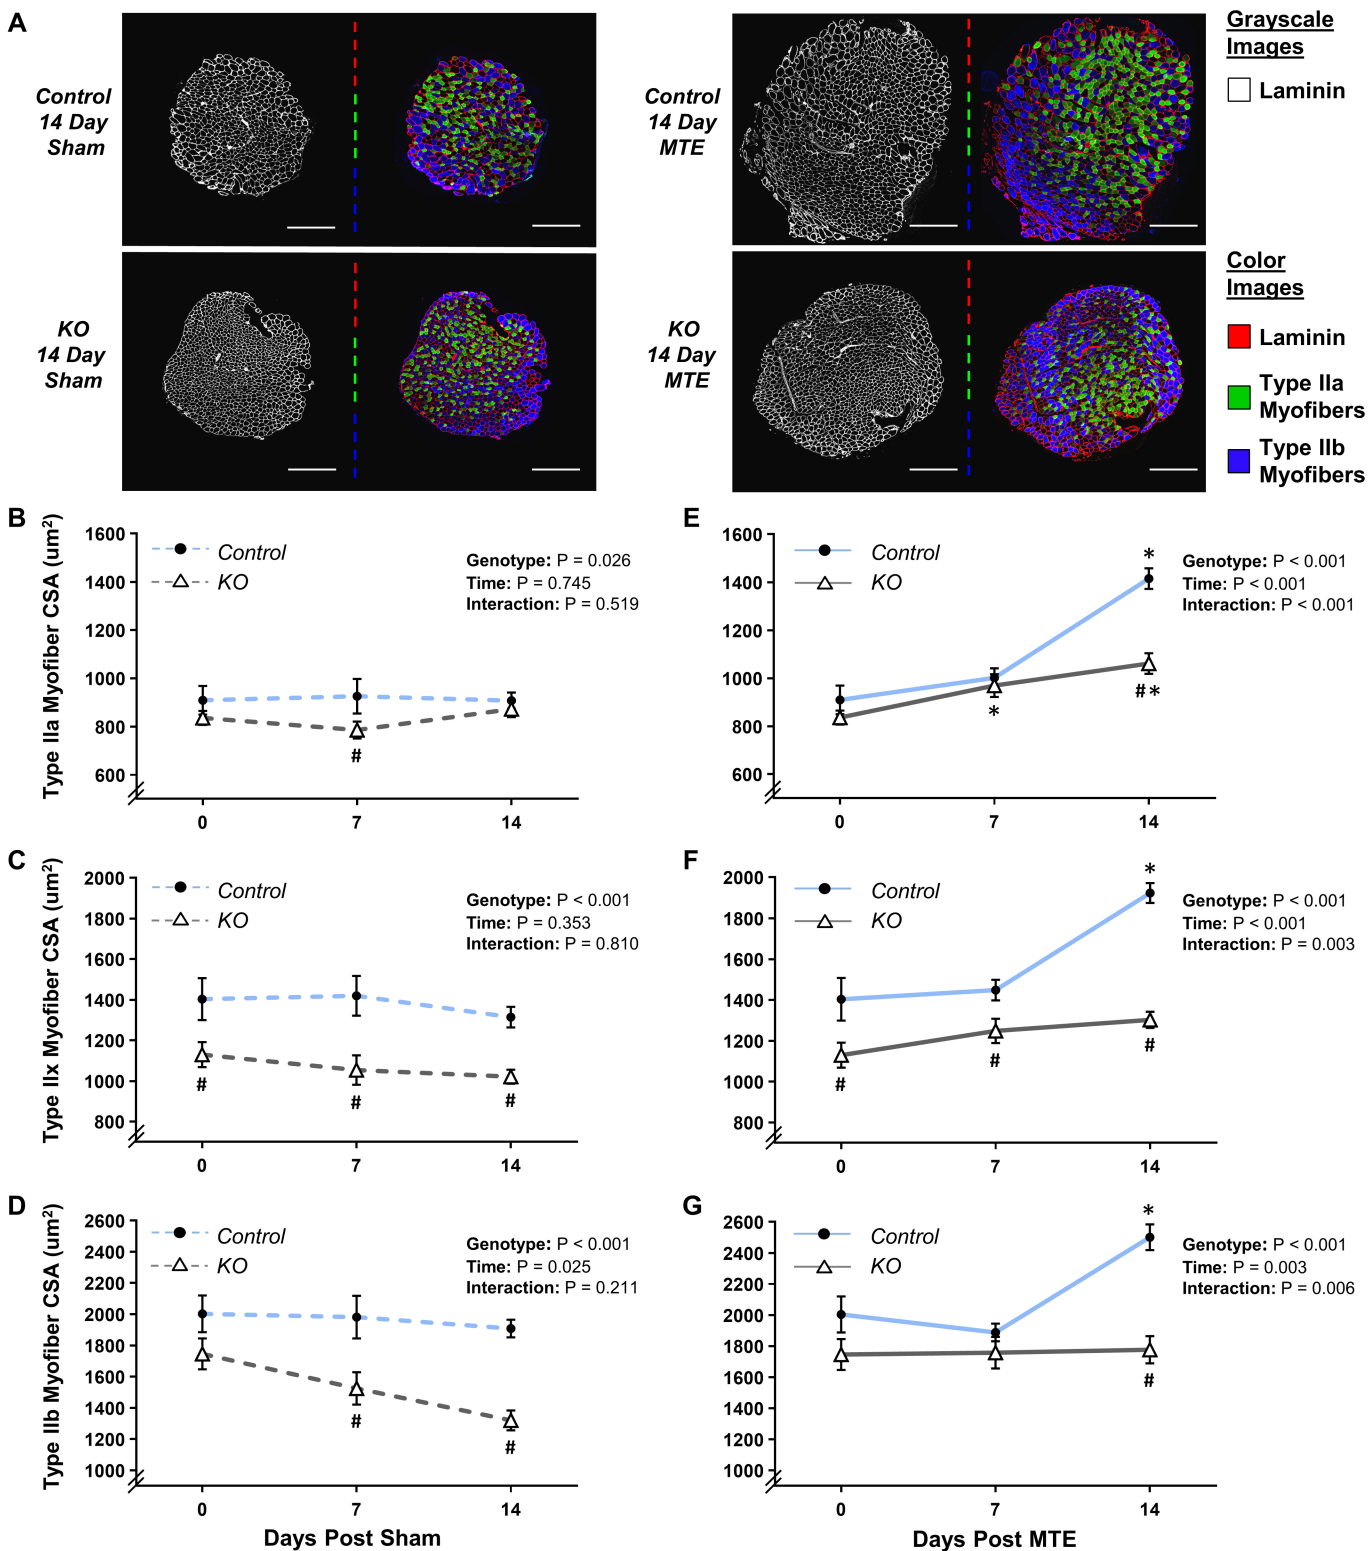 A
Control
14 Day
Sham
Control
14 Day
MTE
Grayscale
Images
Laminin
KO
14 Day
Sham
KO
14 Day
MTE
Color
Images
Laminin
Type IIa
Myofibers
Type IIb
Myofibers
B
Type IIa Myofiber CSA (um²)
1600
1400
1200
1000
800
600
Control
KO
Genotype: P = 0.026
Time: P = 0.745
Interaction: P = 0.519
#
0 7 14
E
1600
1400
1200
1000
800
600
Control
KO
Genotype: P < 0.001
Time: P < 0.001
Interaction: P < 0.001
*
*
#*
0 7 14
C
Type IIx Myofiber CSA (um²)
2000
1800
1600
1400
1200
1000
800
Control
KO
Genotype: P < 0.001
Time: P = 0.353
Interaction: P = 0.810
# # #
0 7 14
F
2000
1800
1600
1400
1200
1000
800
Control
KO
Genotype: P < 0.001
Time: P < 0.001
Interaction: P = 0.003
*
# # #
0 7 14
D
Type IIb Myofiber CSA (um²)
2600
2400
2200
2000
1800
1600
1400
1200
1000
Control
KO
Genotype: P < 0.001
Time: P = 0.025
Interaction: P = 0.211
# #
0 7 14
Days Post Sham
G
2600
2400
2200
2000
1800
1600
1400
1200
1000
Control
KO
Genotype: P < 0.001
Time: P = 0.003
Interaction: P = 0.006
*
#
0 7 14
Days Post MTE